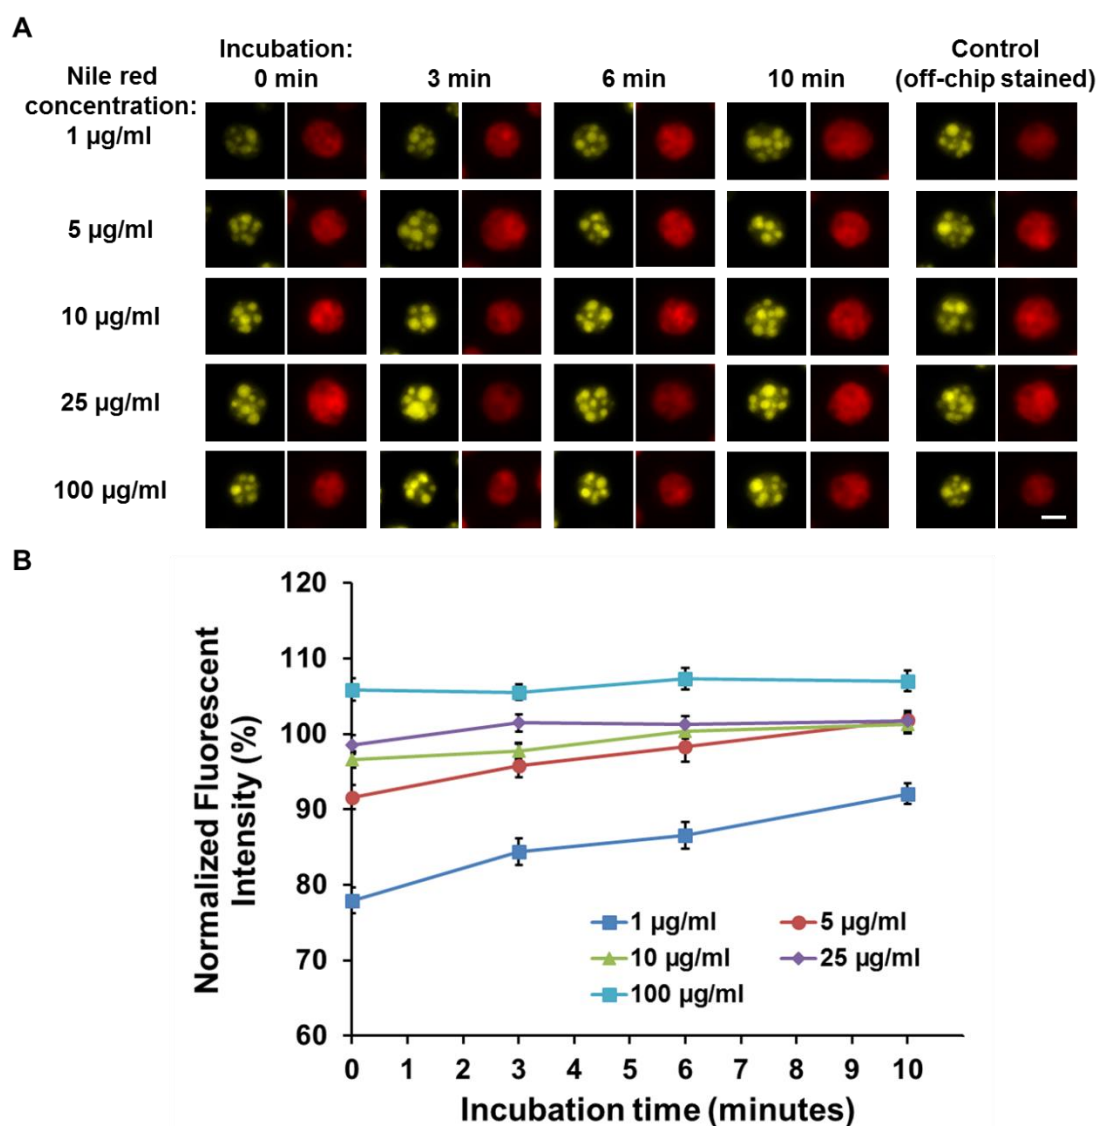 A
Incubation:
Control
Nile red
0 min
3 min
6 min
10 min
(off-chip stained)
concentration:
1 µg/ml
5 µg/ml
10 µg/ml
25 µg/ml
100 µg/ml
B
120
110
100
90
80
70
60
Normalized Fluorescent
Intensity (%)
1 µg/ml
5 µg/ml
10 µg/ml
25 µg/ml
100 µg/ml
0 1 2 3 4 5 6 7 8 9 10
Incubation time (minutes)